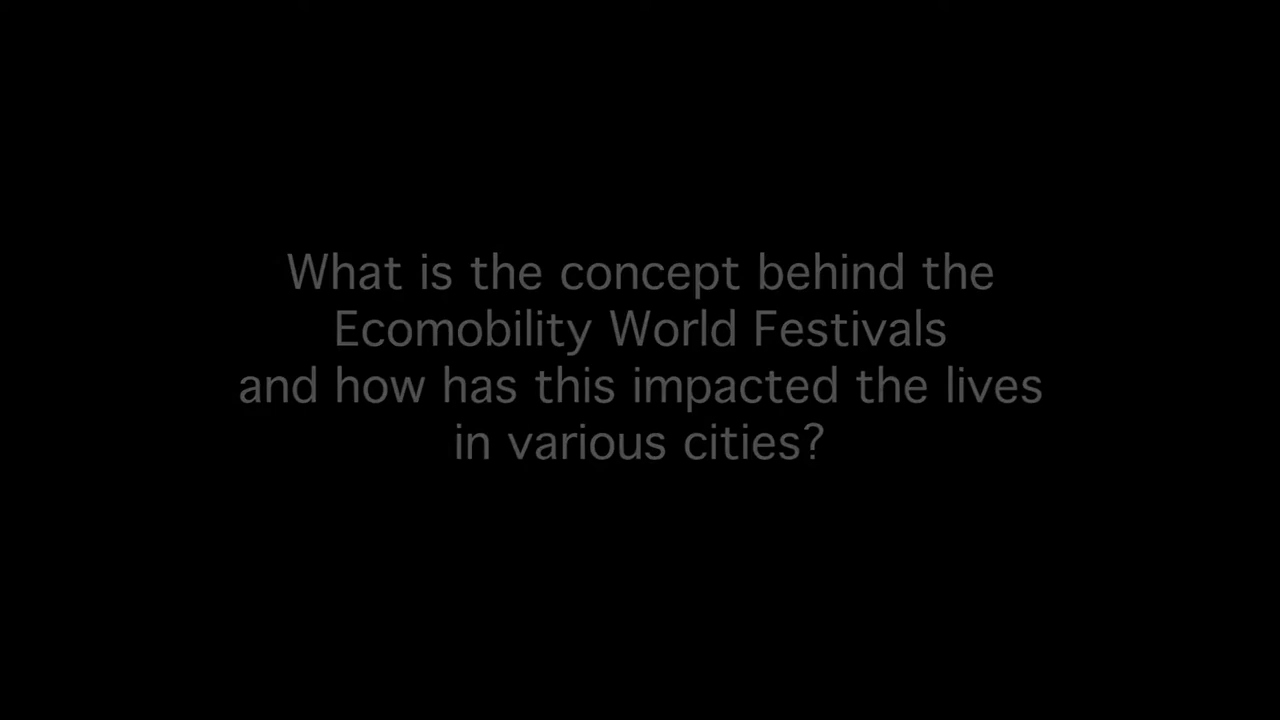 What is the concept behind the
Ecomobility World Festivals
and how has this impacted the lives
in various cities?